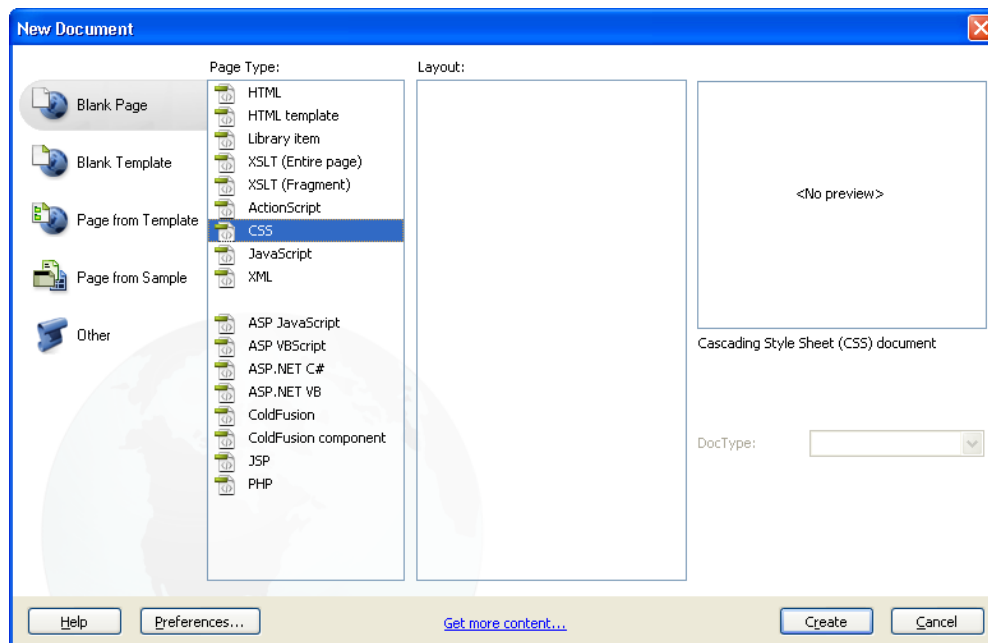 New Document
Blank Page
Blank Template
Page from Template
Page from Sample
Other
Page Type:
HTML
HTML template
Library item
XSLT (Entire page)
XSLT (Fragment)
ActionScript
CSS
JavaScript
XML
ASP JavaScript
ASP VBScript
ASP.NET C#
ASP.NET VB
ColdFusion
ColdFusion component
JSP
PHP
Layout:
<No preview>
Cascading Style Sheet (CSS) document
DocType:
Help
Preferences...
Get more content...
Create
Cancel